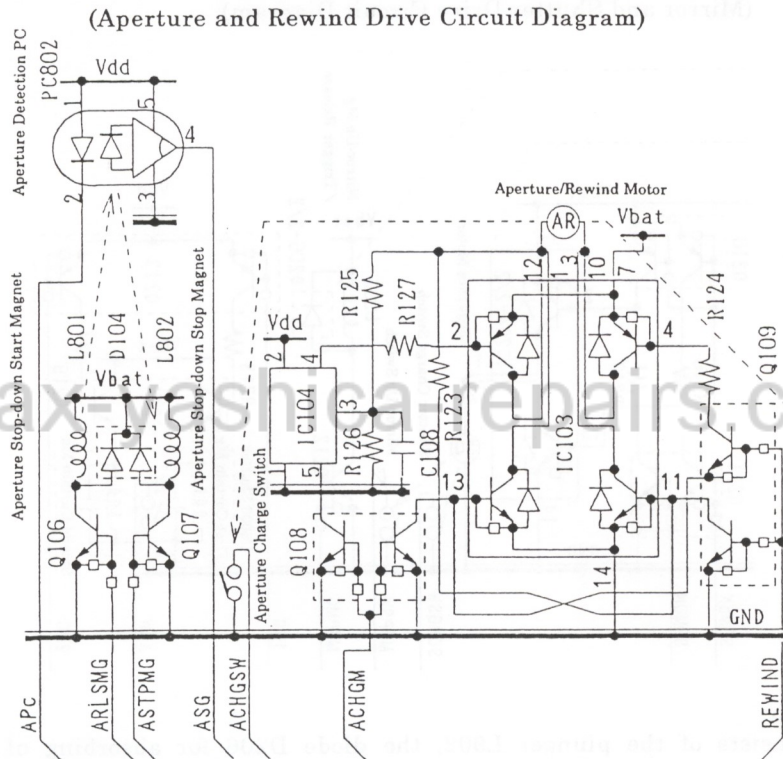 (Aperture and Rewind Drive Circuit Diagram)
Aperture Detection PC
PC802
Vdd
1
5
4
2
3
Aperture/Rewind Motor
AR
Vbat
12
1
3
10
7
Aperture Stop-down Start Magnet
L801
D104
L802
Aperture Stop-down Stop Magnet
Vbat
R125
R127
R124
Q109
Vdd
2
4
2
4
IC104
3
R126
C108
R123
IC103
5
13
11
14
Q106
Q107
Aperture Charge Switch
Q108
GND
APc
ARLSMG
ASTPMG
ASG
ACHGSW
ACHGM
REWIND
ax-yashica-repairs.c